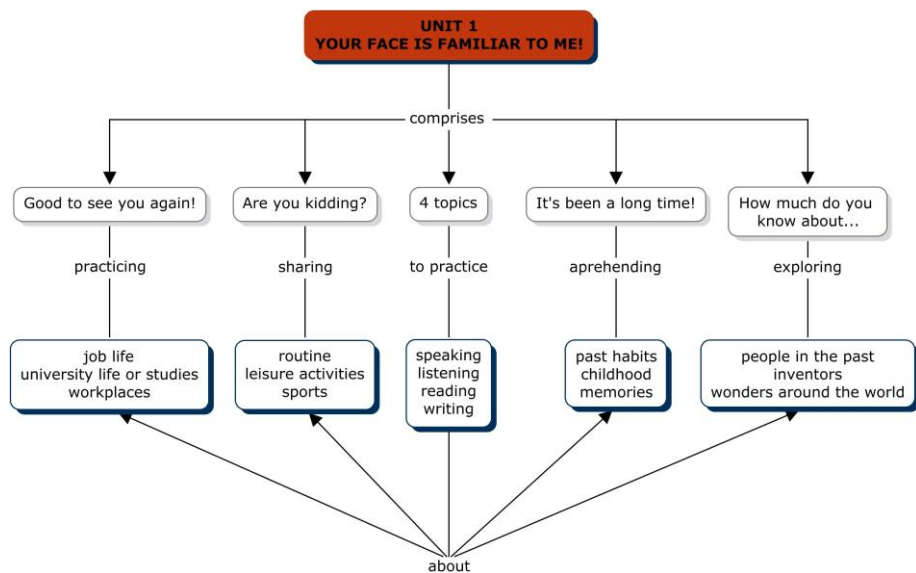 UNIT 1
YOUR FACE IS FAMILIAR TO ME!
comprises
Good to see you again!
Are you kidding?
4 topics
It's been a long time!
How much do you
know about...
practicing
sharing
to practice
aprehending
exploring
job life
university life or studies
workplaces
routine
leisure activities
sports
speaking
listening
reading
writing
past habits
childhood
memories
people in the past
inventors
wonders around the world
about